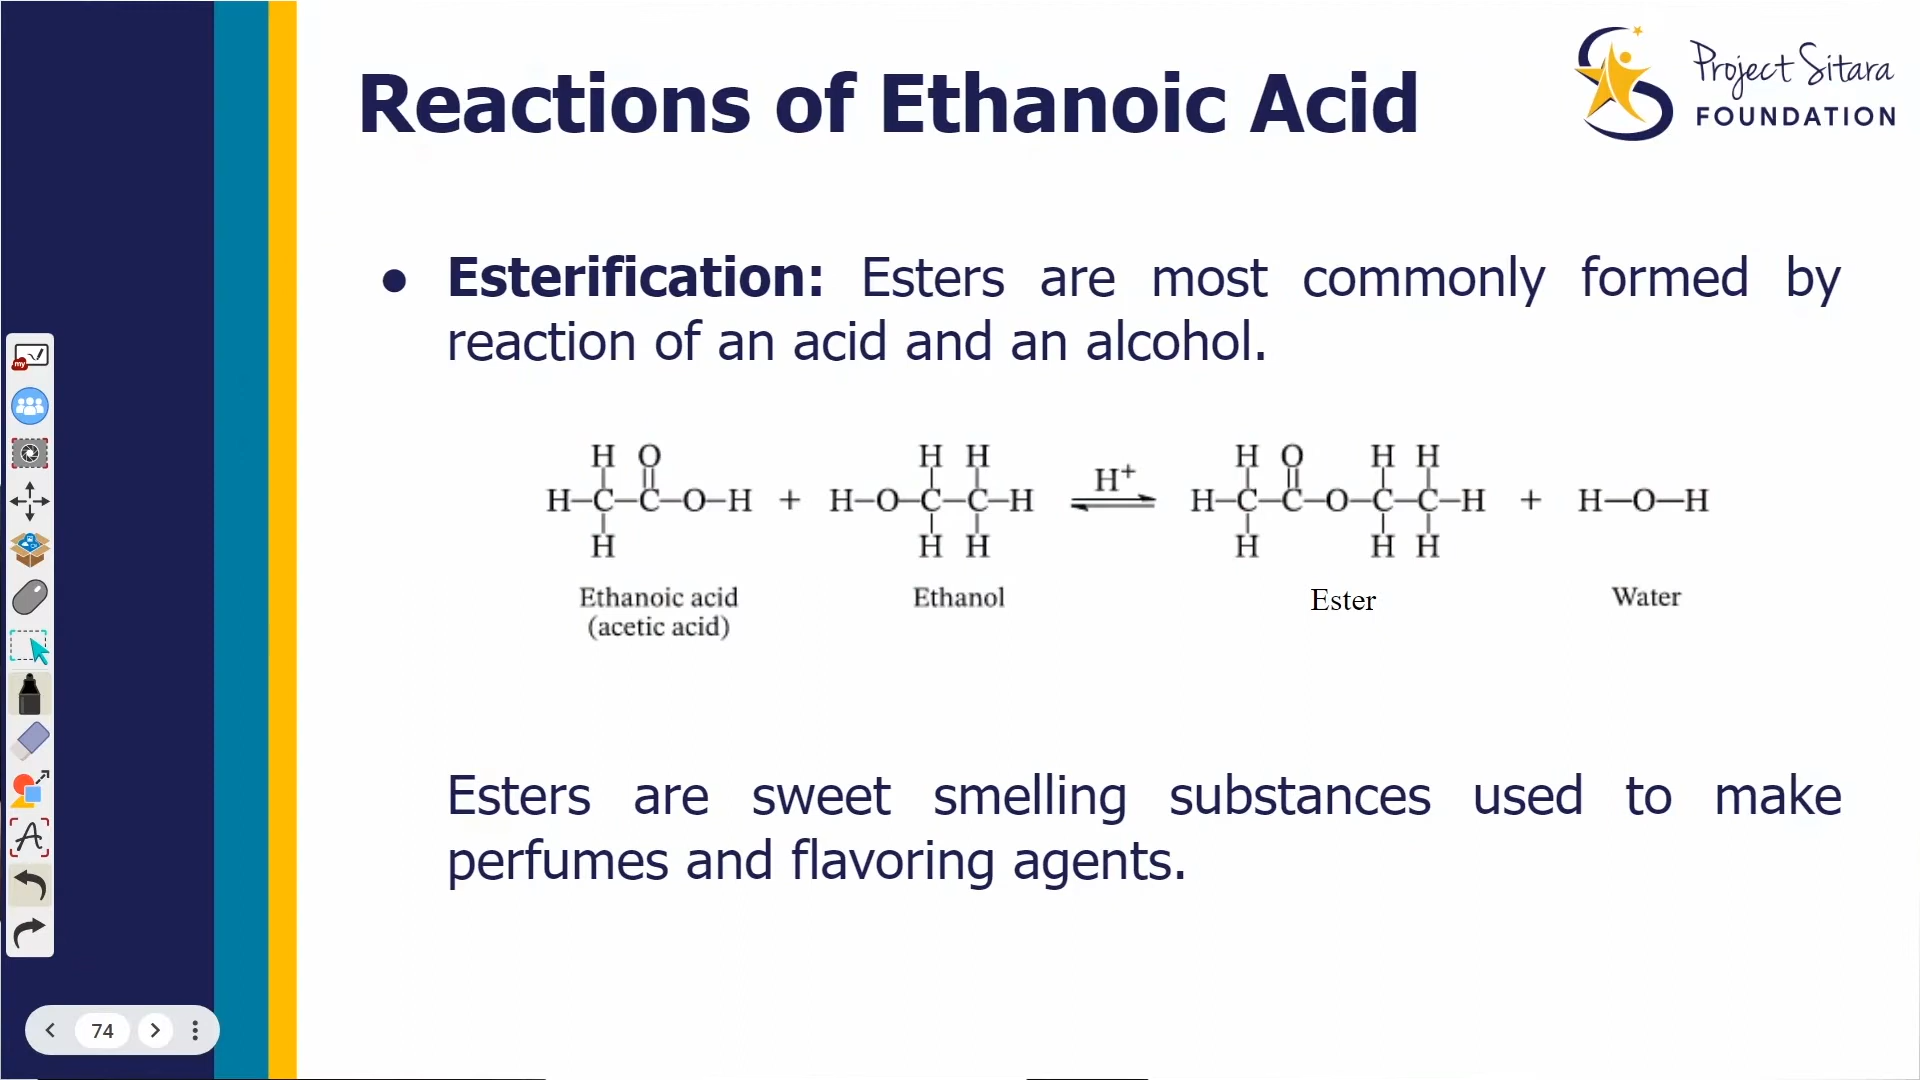 Reactions of Ethanoic Acid
Project Sitara
FOUNDATION
● Esterification: Esters are most commonly formed by
reaction of an acid and an alcohol.
H O H H H+ H O H H
H–C–C–O–H + H–O–C–C–H ⇌ H–C–C–O–C–C–H + H–O–H
H H H H H H
Ethanoic acid Ethanol Ester Water
(acetic acid)
Esters are sweet smelling substances used to make
perfumes and flavoring agents.
my
A
74